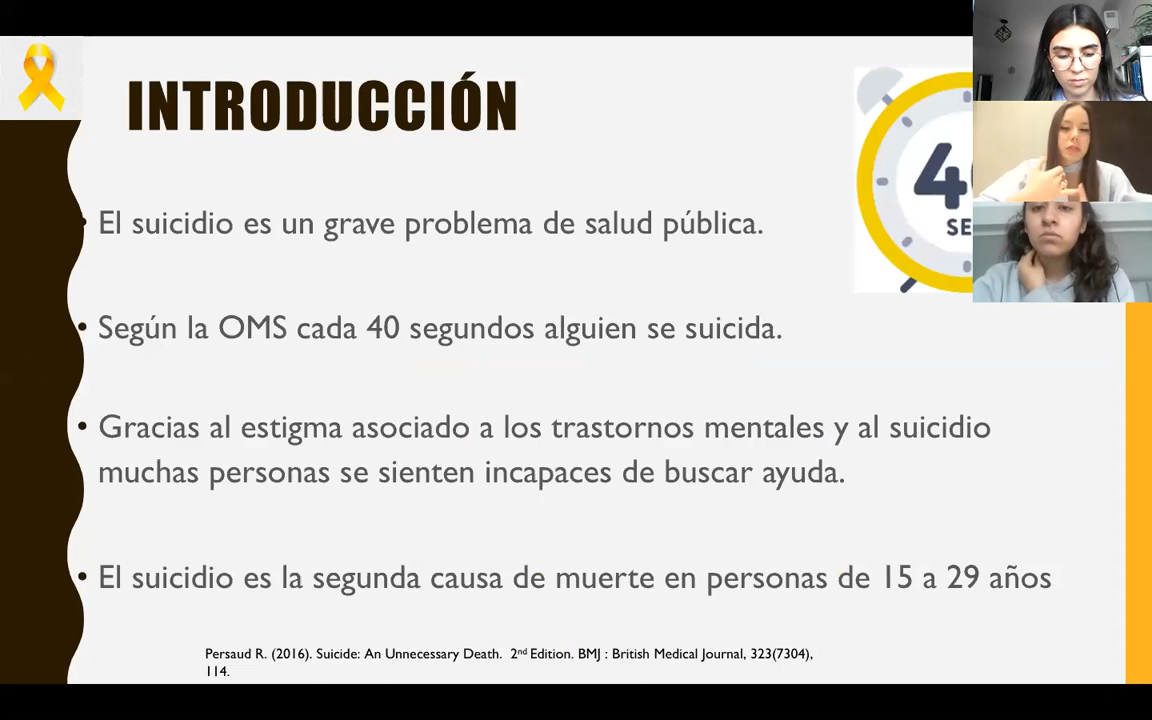 INTRODUCCIÓN
• El suicidio es un grave problema de salud pública.
• Según la OMS cada 40 segundos alguien se suicida.
• Gracias al estigma asociado a los trastornos mentales y al suicidio
muchas personas se sienten incapaces de buscar ayuda.
• El suicidio es la segunda causa de muerte en personas de 15 a 29 años
Persaud R. (2016). Suicide: An Unnecessary Death. 2nd Edition. BMJ : British Medical Journal, 323(7304),
114.